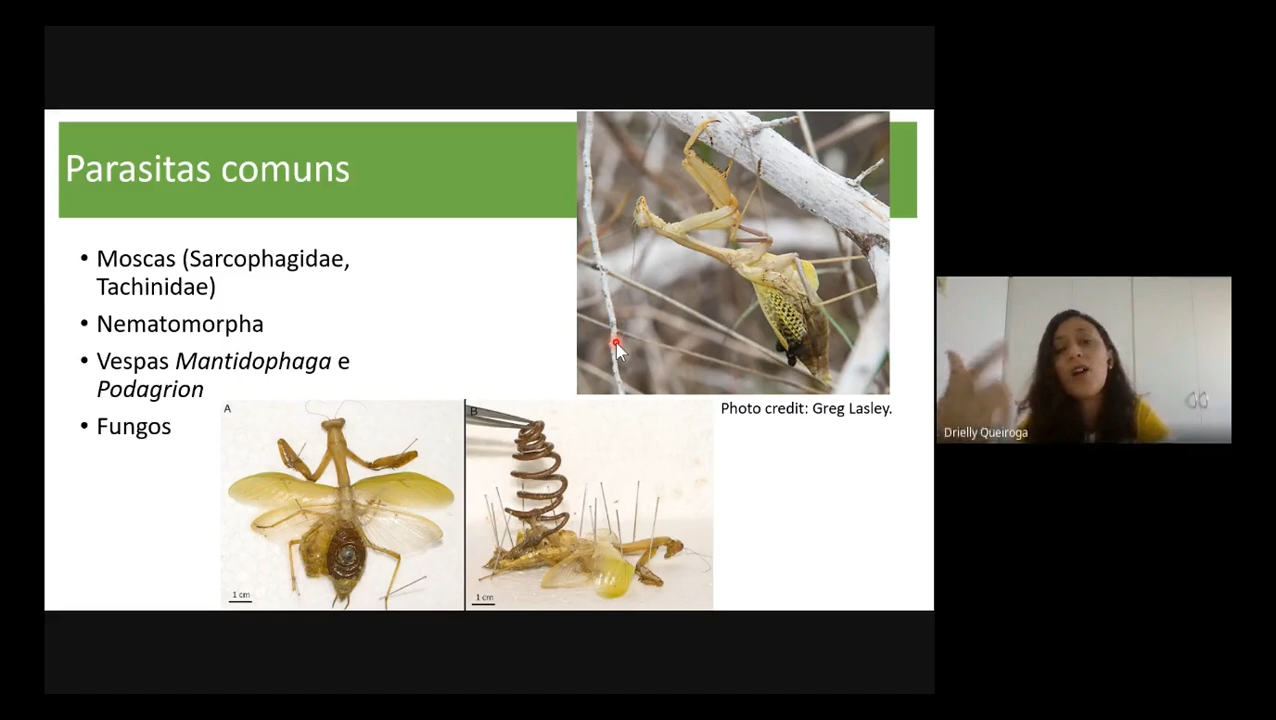 Parasitas comuns
• Moscas (Sarcophagidae,
Tachinidae)
• Nematomorpha
• Vespas Mantidophaga e
Podagrion
• Fungos
Photo credit: Greg Lasley.
A
B
1 cm
1 cm
Drielly Queiroga